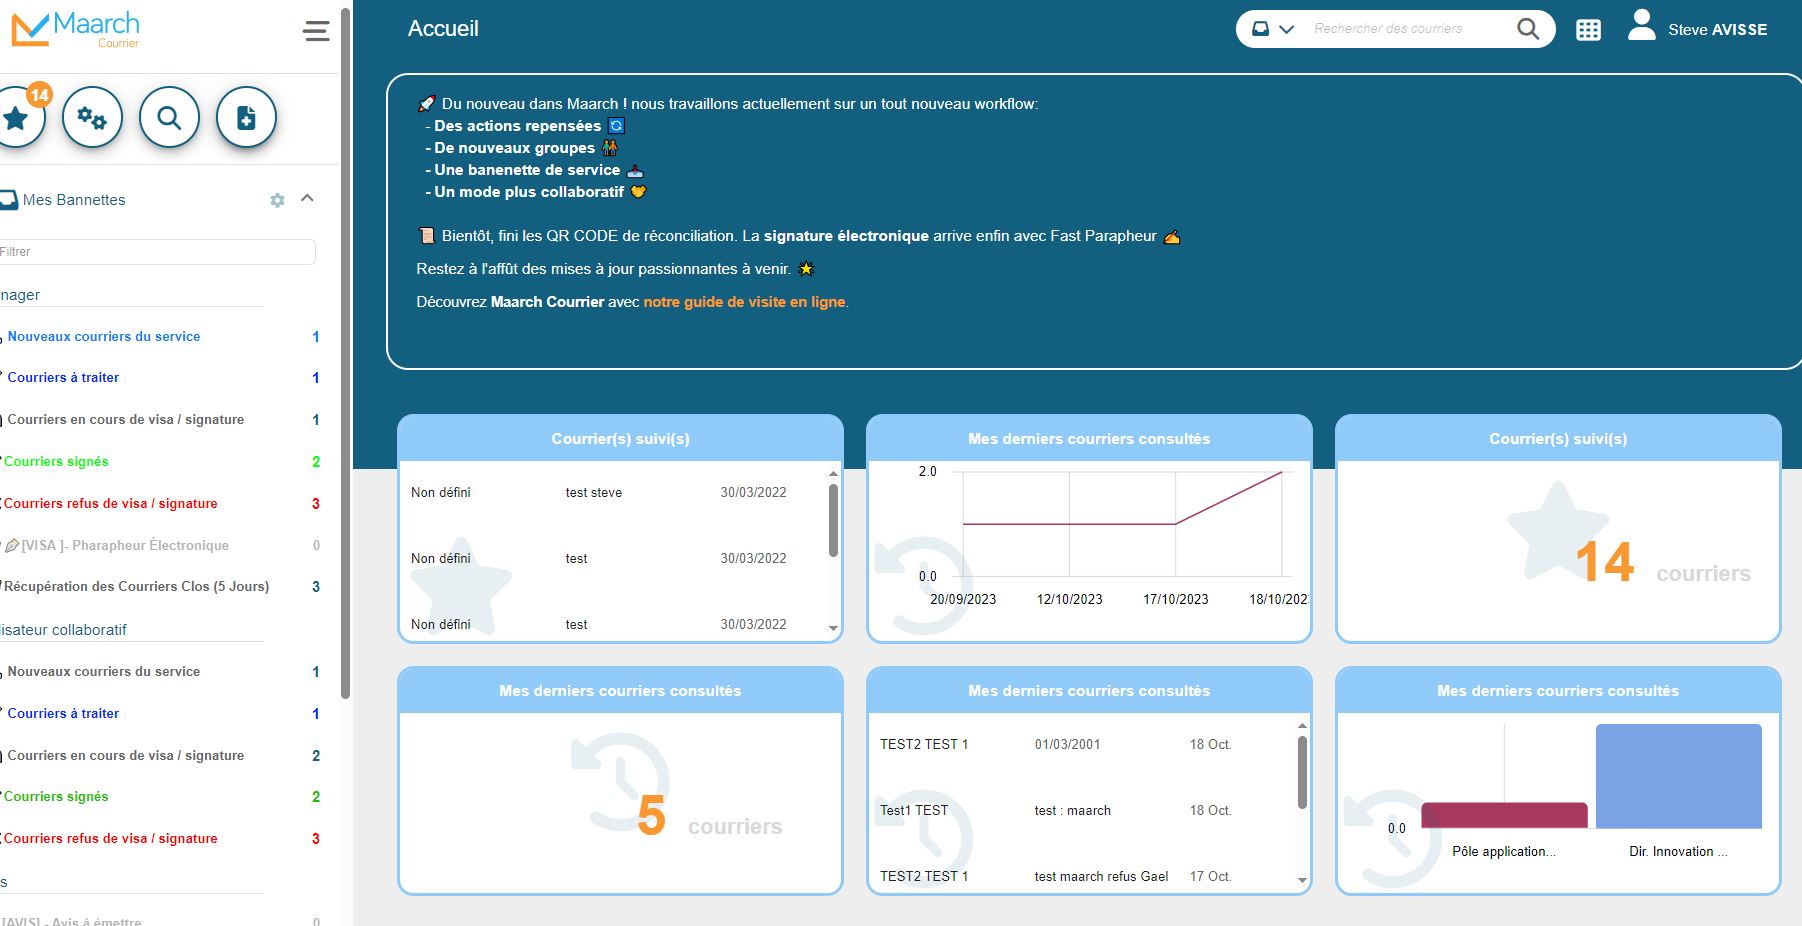 Maarch
Courrier
Accueil
Rechercher des courriers
Steve AVISSE
14
Mes Bannettes
Filtrer
nager
Nouveaux courriers du service 1
Courriers à traiter 1
Courriers en cours de visa / signature 1
Courriers signés 2
Courriers refus de visa / signature 3
[VISA ]- Pharapheur Électronique 0
Récupération des Courriers Clos (5 Jours) 3
lisateur collaboratif
Nouveaux courriers du service 1
Courriers à traiter 1
Courriers en cours de visa / signature 2
Courriers signés 2
Courriers refus de visa / signature 3
s
[AVIS] - Avis à émettre 0
🚀 Du nouveau dans Maarch ! nous travaillons actuellement sur un tout nouveau workflow:
- Des actions repensées 🔄
- De nouveaux groupes 👫
- Une banenette de service 📥
- Un mode plus collaboratif 🤝
📜 Bientôt, fini les QR CODE de réconciliation. La signature électronique arrive enfin avec Fast Parapheur ✍
Restez à l'affût des mises à jour passionnantes à venir. 🌟
Découvrez Maarch Courrier avec notre guide de visite en ligne.
Courrier(s) suivi(s)
Non défini test steve 30/03/2022
Non défini test 30/03/2022
Non défini test 30/03/2022
Mes derniers courriers consultés
2.0
0.0
20/09/2023 12/10/2023 17/10/2023 18/10/202
Courrier(s) suivi(s)
14 courriers
Mes derniers courriers consultés
5 courriers
Mes derniers courriers consultés
TEST2 TEST 1 01/03/2001 18 Oct.
Test1 TEST test : maarch 18 Oct.
TEST2 TEST 1 test maarch refus Gael 17 Oct.
Mes derniers courriers consultés
0.0
Pôle application... Dir. Innovation ...